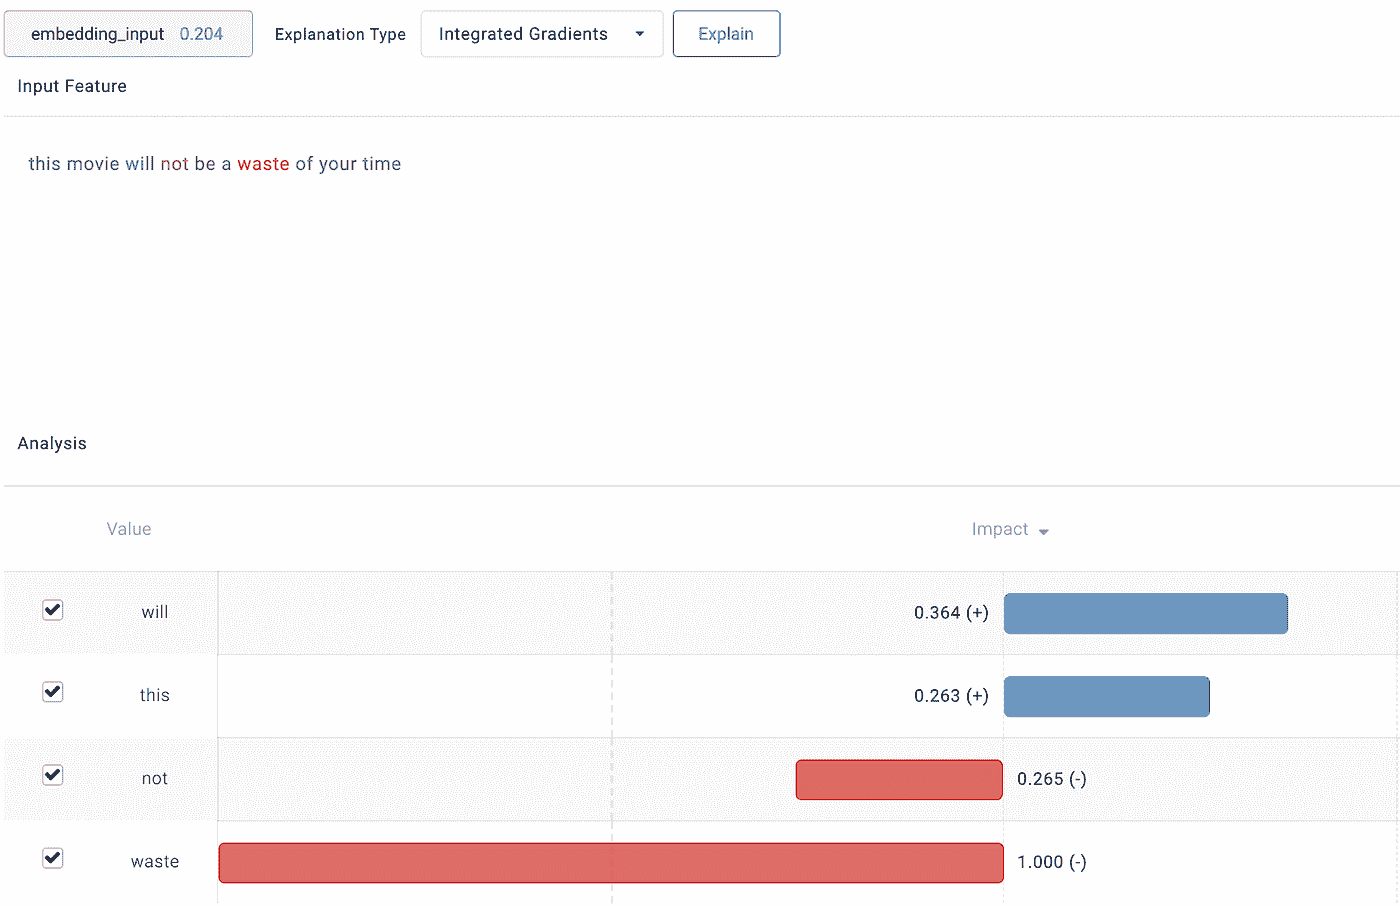 embedding_input 0.204 Explanation Type Integrated Gradients Explain
Input Feature
this movie will not be a waste of your time
Analysis
Value Impact
will 0.364 (+)
this 0.263 (+)
not 0.265 (-)
waste 1.000 (-)